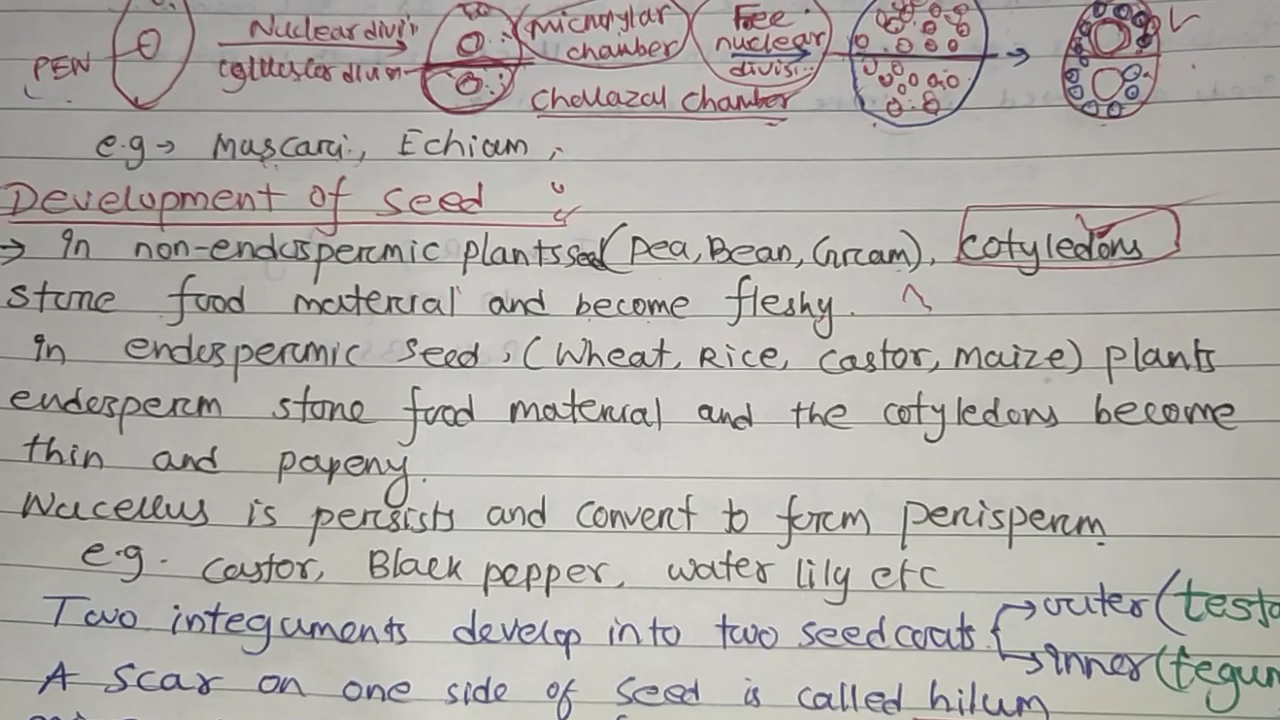 PEN Nuclear divisi micropylar chamber Free nuclear divisi
chalazal chamber
e.g → Muscari, Echium,
Development of seed
→ In non-endospermic plants seed (Pea, Bean, Gram), cotyledons
store food material and become fleshy.
In endospermic seed, (Wheat, Rice, castor, maize) plants
endosperm store food material and the cotyledons become
thin and papery.
Nucellus is persists and convert to form perisperm
e.g. castor, Black pepper, water lily etc
Two integuments develop into two seed coats → outer (testa
→ inner (tegum
A scar on one side of seed is called hilum